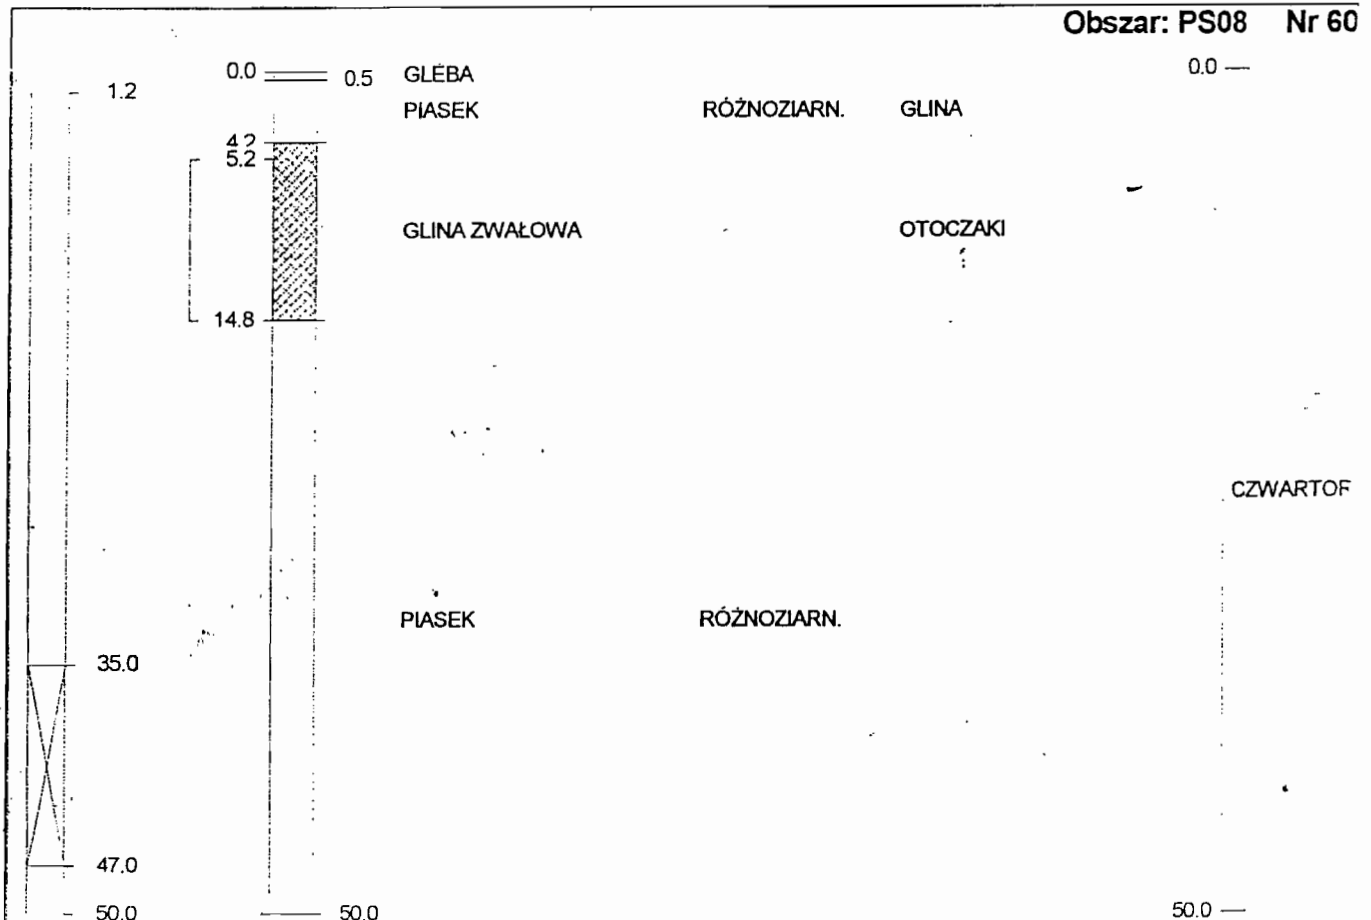 Obszar: PS08 Nr 60
0.0 0.5 GLEBA 0.0
1.2 PIASEK RÓŻNOZIARN. GLINA
4.2
5.2
GLINA ZWAŁOWA OTOCZAKI
14.8
CZWARTOR
PIASEK RÓŻNOZIARN.
35.0
47.0
50.0 50.0 50.0